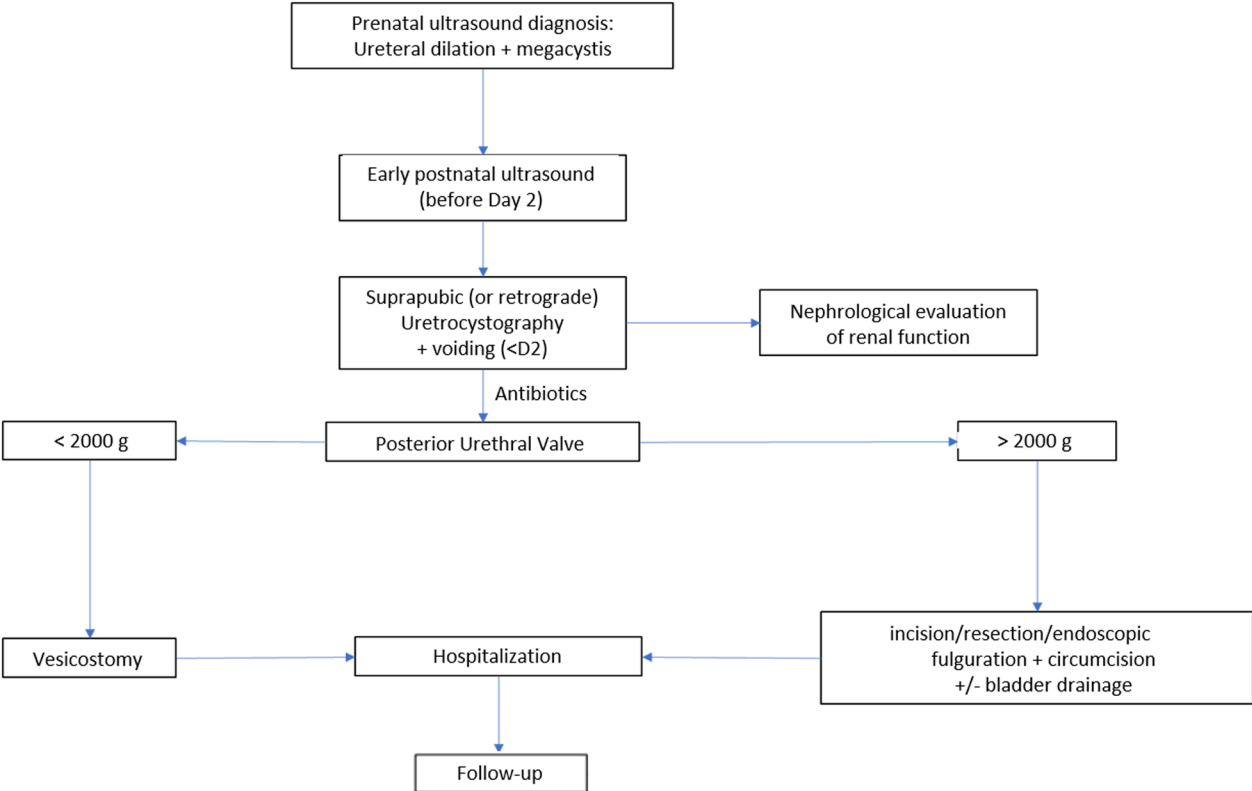 Prenatal ultrasound diagnosis:
Ureteral dilation + megacystis
Early postnatal ultrasound
(before Day 2)
Suprapubic (or retrograde)
Uretrocystography
+ voiding (<D2)
Nephrological evaluation
of renal function
Antibiotics
< 2000 g
Posterior Urethral Valve
> 2000 g
Vesicostomy
Hospitalization
incision/resection/endoscopic
fulguration + circumcision
+/- bladder drainage
Follow-up